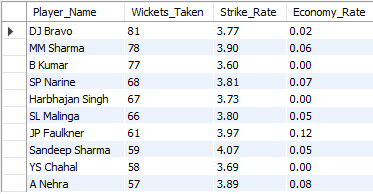 Player_Name Wickets_Taken Strike_Rate Economy_Rate
DJ Bravo 81 3.77 0.02
MM Sharma 78 3.90 0.06
B Kumar 77 3.60 0.00
SP Narine 68 3.81 0.07
Harbhajan Singh 67 3.73 0.00
SL Malinga 66 3.80 0.05
JP Faulkner 61 3.97 0.12
Sandeep Sharma 59 4.07 0.05
YS Chahal 58 3.69 0.00
A Nehra 57 3.89 0.08